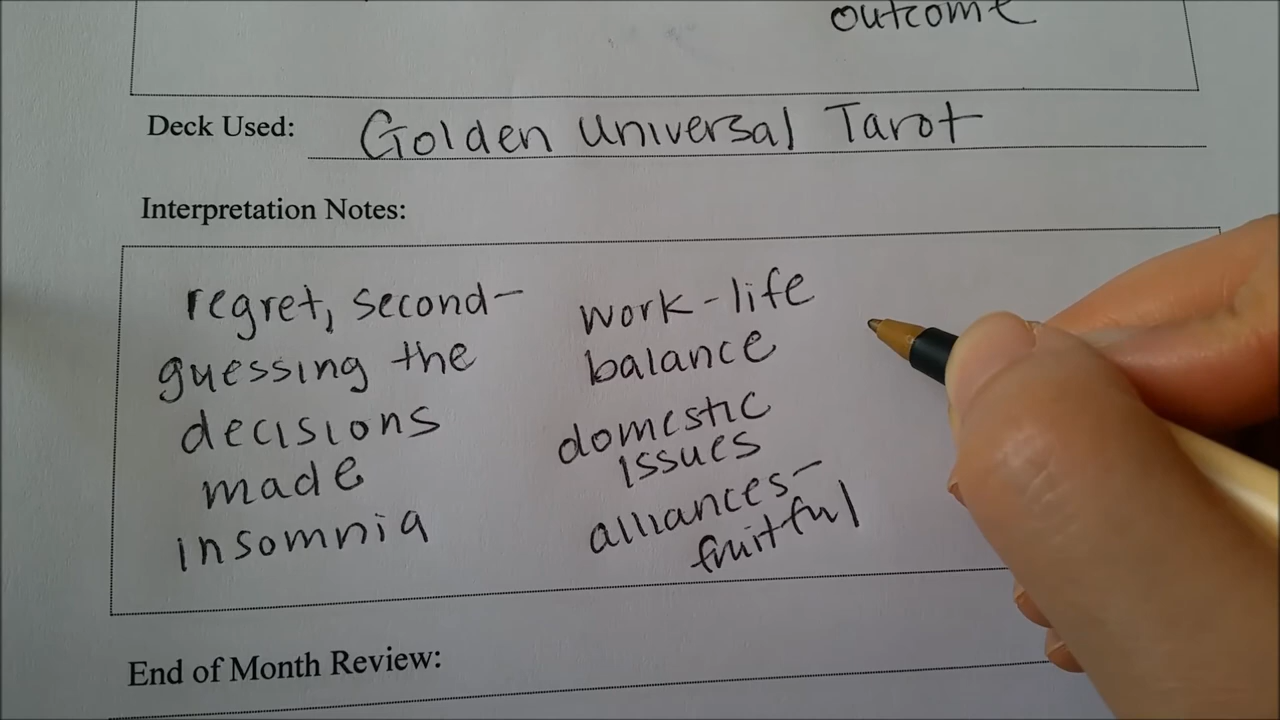 outcome
Deck Used: Golden Universal Tarot
Interpretation Notes:
regret, second-
guessing the
decisions
made
insomnia
work-life
balance
domestic
issues
alliances-
fruitful
End of Month Review: